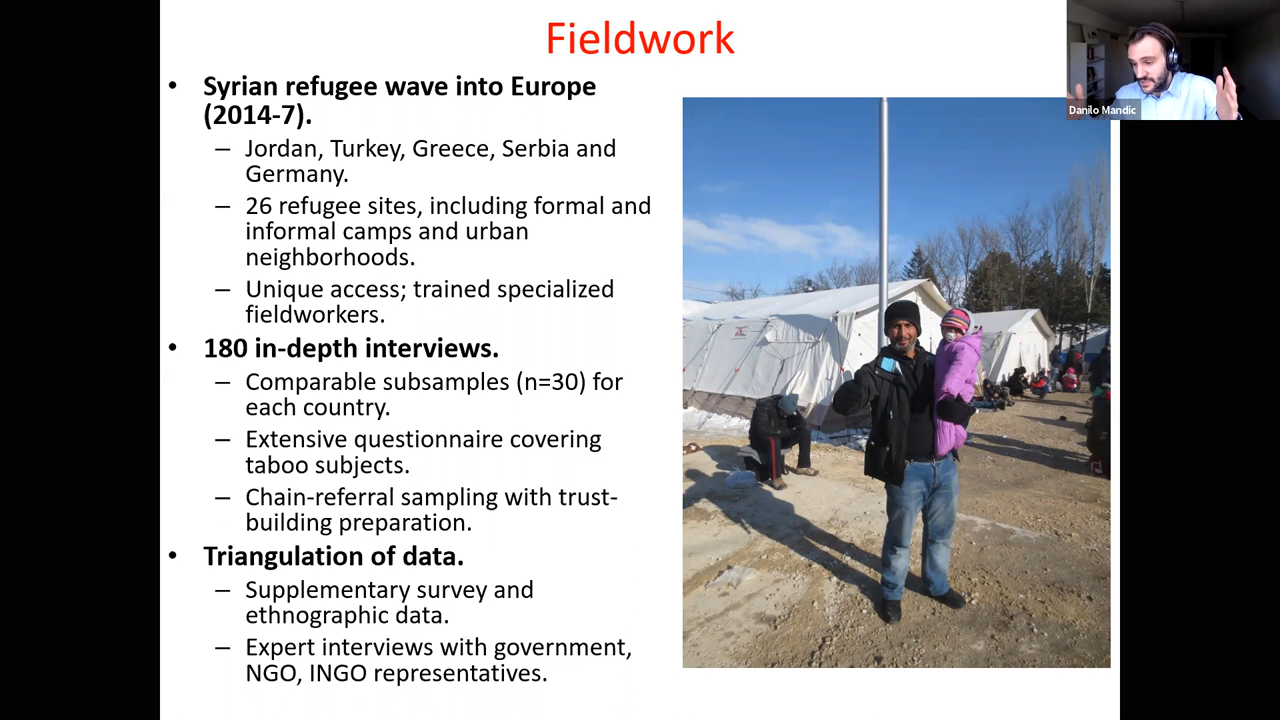 Fieldwork
Danilo Mandic
• Syrian refugee wave into Europe
(2014-7).
– Jordan, Turkey, Greece, Serbia and
Germany.
– 26 refugee sites, including formal and
informal camps and urban
neighborhoods.
– Unique access; trained specialized
fieldworkers.
• 180 in-depth interviews.
– Comparable subsamples (n=30) for
each country.
– Extensive questionnaire covering
taboo subjects.
– Chain-referral sampling with trust-
building preparation.
• Triangulation of data.
– Supplementary survey and
ethnographic data.
– Expert interviews with government,
NGO, INGO representatives.